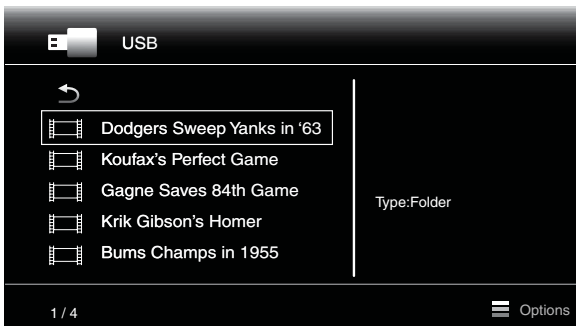 USB
Dodgers Sweep Yanks in ‘63
Koufax's Perfect Game
Gagne Saves 84th Game
Krik Gibson's Homer
Bums Champs in 1955
Type:Folder
1 / 4
Options